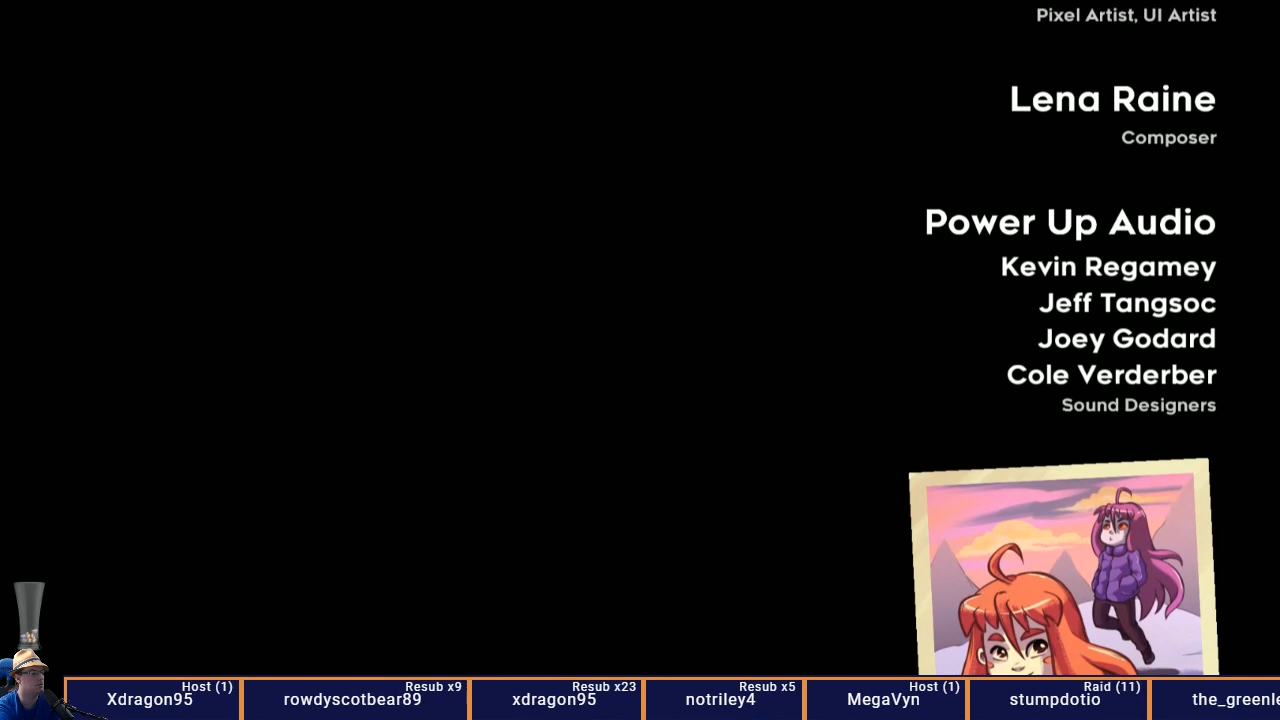 Pixel Artist, UI Artist
Lena Raine
Composer
Power Up Audio
Kevin Regamey
Jeff Tangsoc
Joey Godard
Cole Verderber
Sound Designers
Host (1)
Xdragon95
Resub x9
rowdyscotbear89
Resub x23
xdragon95
Resub x5
notriley4
Host (1)
MegaVyn
Raid (11)
stumpdotio
the_greenle